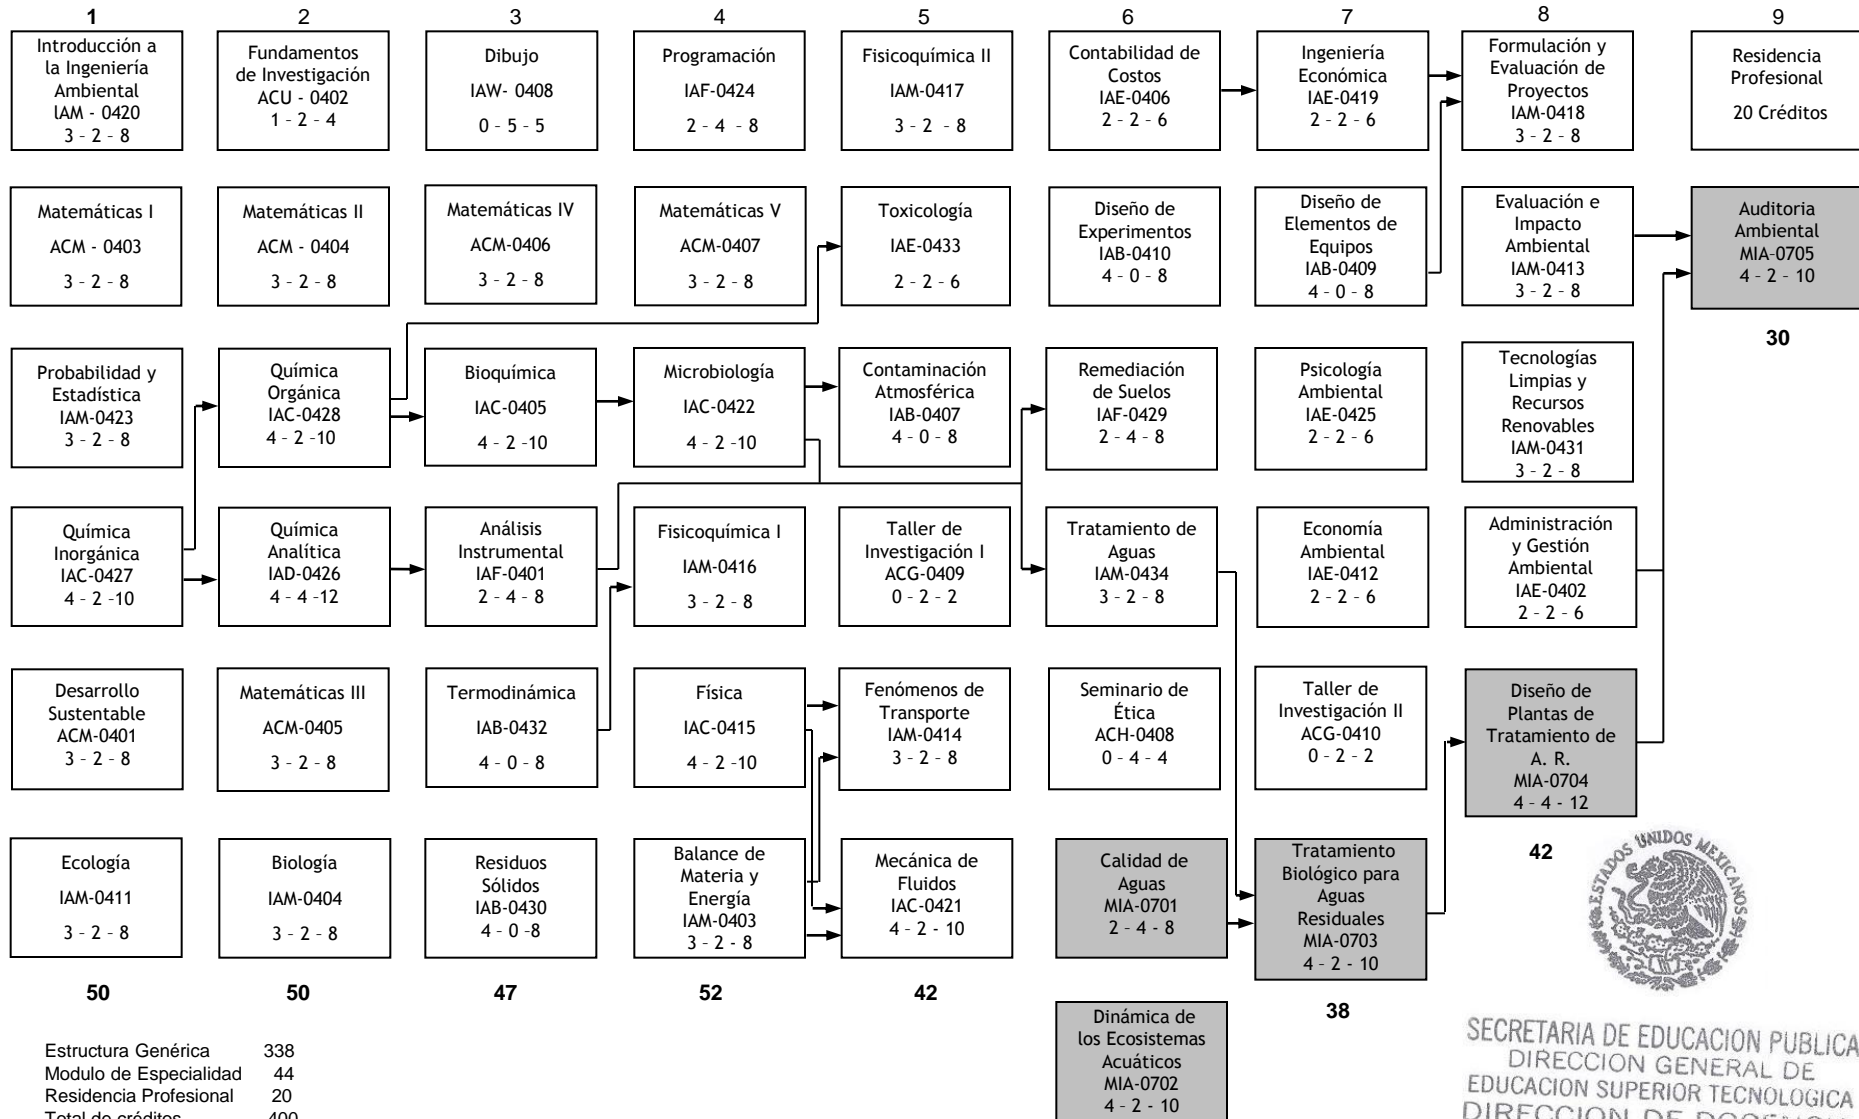 1
2
3
4
5
6
7
8
9
Introducción a
la Ingeniería
Ambiental
IAM - 0420
3 - 2 - 8
Fundamentos
de Investigación
ACU - 0402
1 - 2 - 4
Dibujo
IAW- 0408
0 - 5 - 5
Programación
IAF-0424
2 - 4 - 8
Fisicoquímica II
IAM-0417
3 - 2 - 8
Contabilidad de
Costos
IAE-0406
2 - 2 - 6
Ingeniería
Económica
IAE-0419
2 - 2 - 6
Formulación y
Evaluación de
Proyectos
IAM-0418
3 - 2 - 8
Residencia
Profesional
20 Créditos
Matemáticas I
ACM - 0403
3 - 2 - 8
Matemáticas II
ACM - 0404
3 - 2 - 8
Matemáticas IV
ACM-0406
3 - 2 - 8
Matemáticas V
ACM-0407
3 - 2 - 8
Toxicología
IAE-0433
2 - 2 - 6
Diseño de
Experimentos
IAB-0410
4 - 0 - 8
Diseño de
Elementos de
Equipos
IAB-0409
4 - 0 - 8
Evaluación e
Impacto
Ambiental
IAM-0413
3 - 2 - 8
Auditoria
Ambiental
MIA-0705
4 - 2 - 10
30
Probabilidad y
Estadística
IAM-0423
3 - 2 - 8
Química
Orgánica
IAC-0428
4 - 2 -10
Bioquímica
IAC-0405
4 - 2 -10
Microbiología
IAC-0422
4 - 2 -10
Contaminación
Atmosférica
IAB-0407
4 - 0 - 8
Remediación
de Suelos
IAF-0429
2 - 4 - 8
Psicología
Ambiental
IAE-0425
2 - 2 - 6
Tecnologías
Limpias y
Recursos
Renovables
IAM-0431
3 - 2 - 8
Química
Inorgánica
IAC-0427
4 - 2 -10
Química
Analítica
IAD-0426
4 - 4 -12
Análisis
Instrumental
IAF-0401
2 - 4 - 8
Fisicoquímica I
IAM-0416
3 - 2 - 8
Taller de
Investigación I
ACG-0409
0 - 2 - 2
Tratamiento de
Aguas
IAM-0434
3 - 2 - 8
Economía
Ambiental
IAE-0412
2 - 2 - 6
Administración
y Gestión
Ambiental
IAE-0402
2 - 2 - 6
Desarrollo
Sustentable
ACM-0401
3 - 2 - 8
Matemáticas III
ACM-0405
3 - 2 - 8
Termodinámica
IAB-0432
4 - 0 - 8
Física
IAC-0415
4 - 2 -10
Fenómenos de
Transporte
IAM-0414
3 - 2 - 8
Seminario de
Ética
ACH-0408
0 - 4 - 4
Taller de
Investigación II
ACG-0410
0 - 2 - 2
Diseño de
Plantas de
Tratamiento de
A. R.
MIA-0704
4 - 4 - 12
42
Ecología
IAM-0411
3 - 2 - 8
Biología
IAM-0404
3 - 2 - 8
Residuos
Sólidos
IAB-0430
4 - 0 -8
Balance de
Materia y
Energía
IAM-0403
3 - 2 - 8
Mecánica de
Fluidos
IAC-0421
4 - 2 - 10
Calidad de
Aguas
MIA-0701
2 - 4 - 8
Tratamiento
Biológico para
Aguas
Residuales
MIA-0703
4 - 2 - 10
ESTADOS UNIDOS MEXICANOS
50
50
47
52
42
38
Dinámica de
los Ecosistemas
Acuáticos
MIA-0702
4 - 2 - 10
Estructura Genérica 338
Modulo de Especialidad 44
Residencia Profesional 20
Total de créditos 400
SECRETARIA DE EDUCACION PUBLICA
DIRECCION GENERAL DE
EDUCACION SUPERIOR TECNOLOGICA
DIRECCION DE DOCENCIA